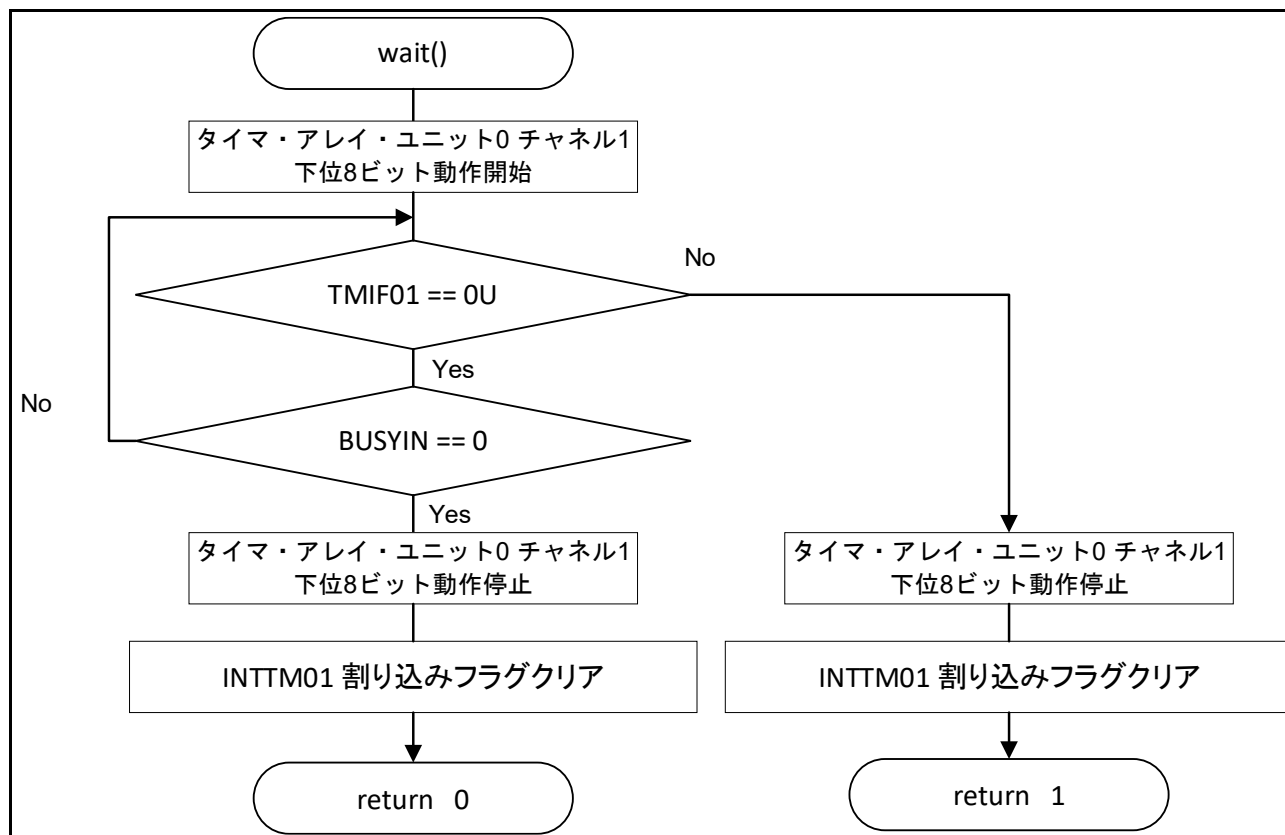 wait()
タイマ・アレイ・ユニット0 チャネル1
下位8ビット動作開始
TMIF01 == 0U
No
Yes
BUSYIN == 0
No
Yes
タイマ・アレイ・ユニット0 チャネル1
下位8ビット動作停止
INTTM01 割り込みフラグクリア
return 0
タイマ・アレイ・ユニット0 チャネル1
下位8ビット動作停止
INTTM01 割り込みフラグクリア
return 1